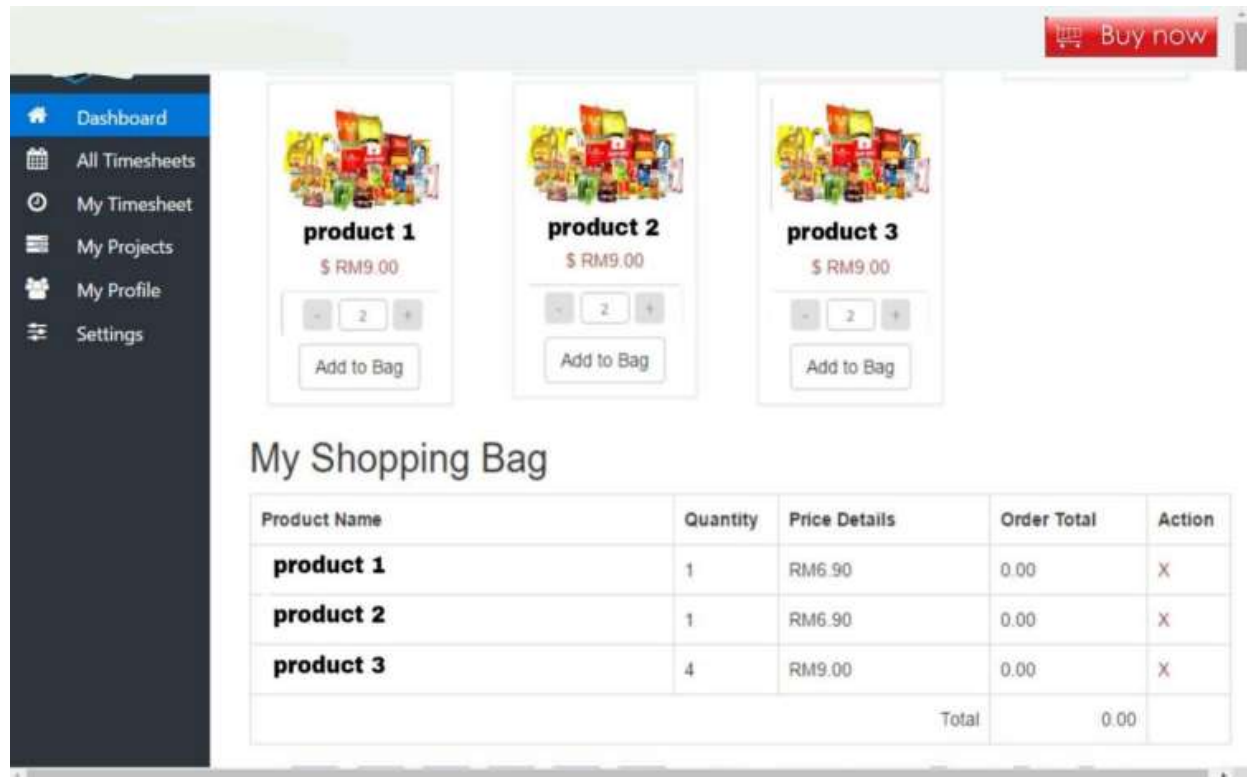 Buy now
Dashboard
All Timesheets
My Timesheet
My Projects
My Profile
Settings
product 1
$ RM9.00
- 2 +
Add to Bag
product 2
$ RM9.00
- 2 +
Add to Bag
product 3
$ RM9.00
- 2 +
Add to Bag
My Shopping Bag
Product Name Quantity Price Details Order Total Action
product 1 1 RM6.90 0.00 X
product 2 1 RM6.90 0.00 X
product 3 4 RM9.00 0.00 X
Total 0.00